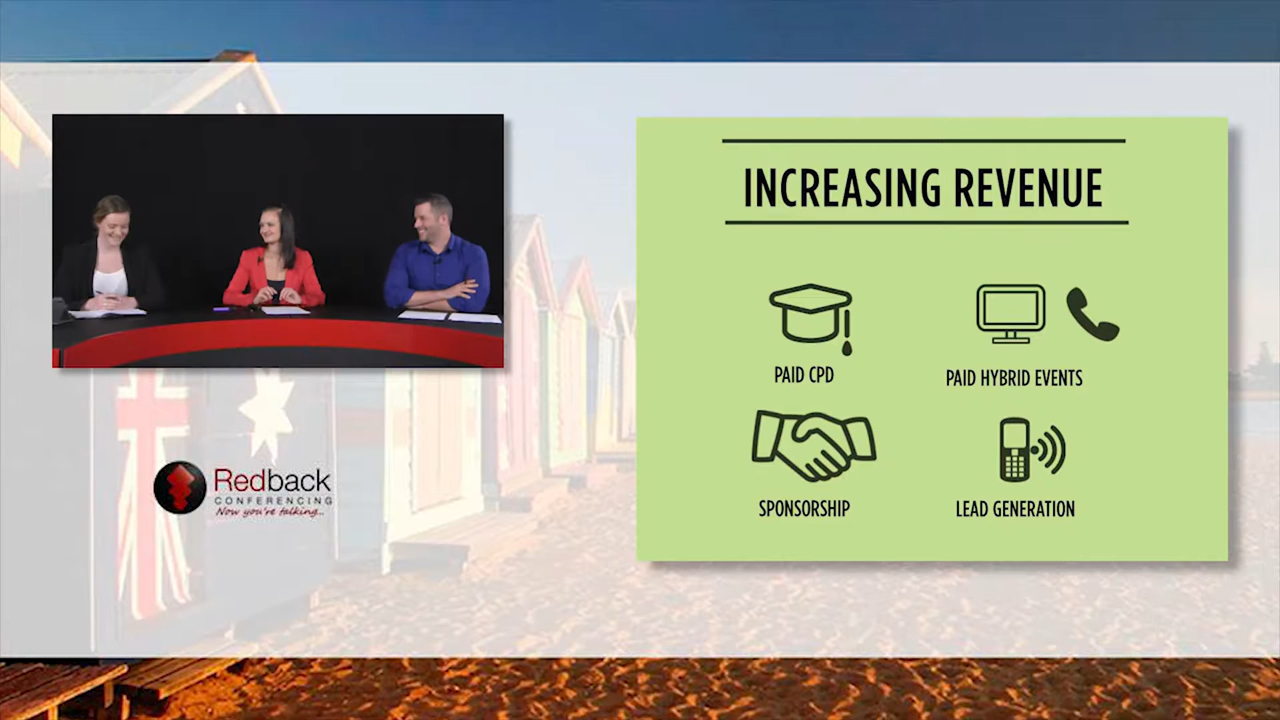 Redback
CONFERENCING
Now you're talking..
INCREASING REVENUE
PAID CPD
PAID HYBRID EVENTS
SPONSORSHIP
LEAD GENERATION